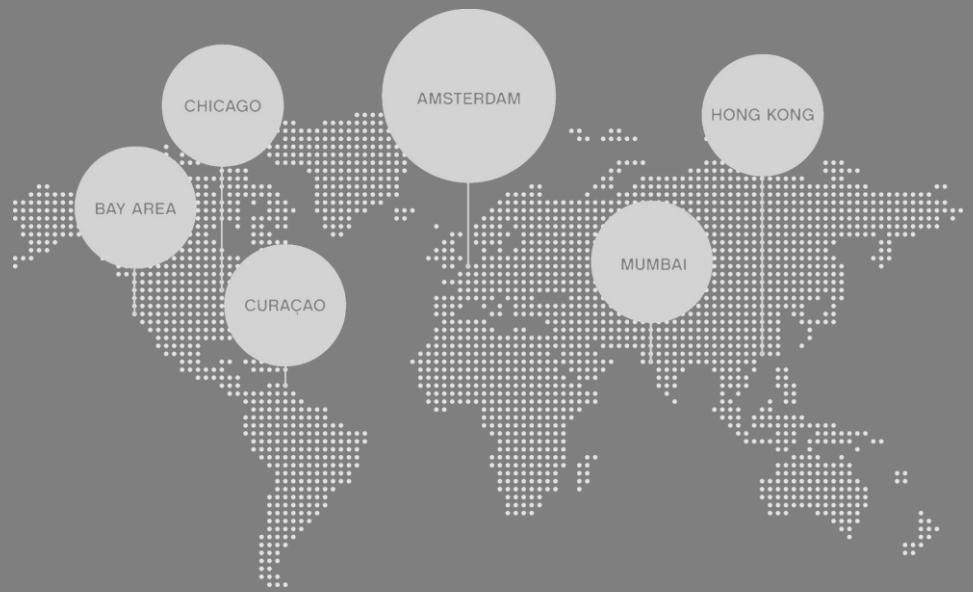 AMSTERDAM
CHICAGO
HONG KONG
BAY AREA
MUMBAI
CURAÇAO